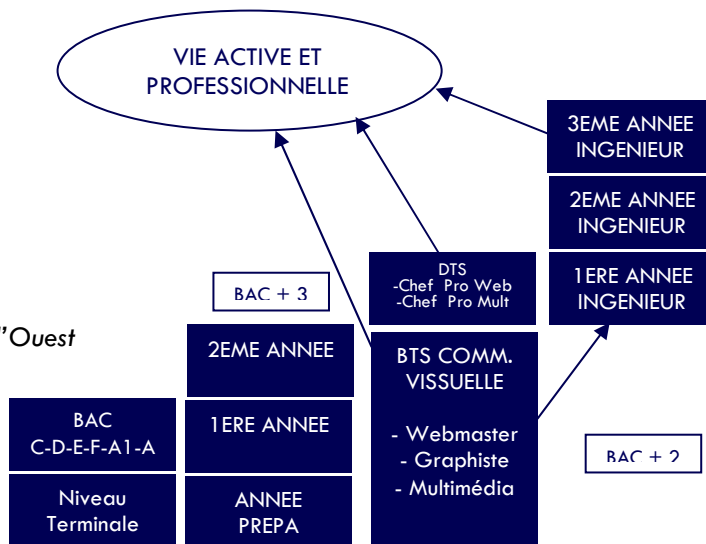 VIE ACTIVE ET
PROFESSIONNELLE
3EME ANNEE
INGENIEUR
2EME ANNEE
INGENIEUR
DTS
-Chef Pro Web
-Chef Pro Mult
1ERE ANNEE
INGENIEUR
BAC + 3
"Ouest
2EME ANNEE
BTS COMM.
VISSUELLE
- Webmaster
- Graphiste
- Multimédia
BAC
C-D-E-F-A1-A
1ERE ANNEE
BAC + 2
Niveau
Terminale
ANNEE
PREPA